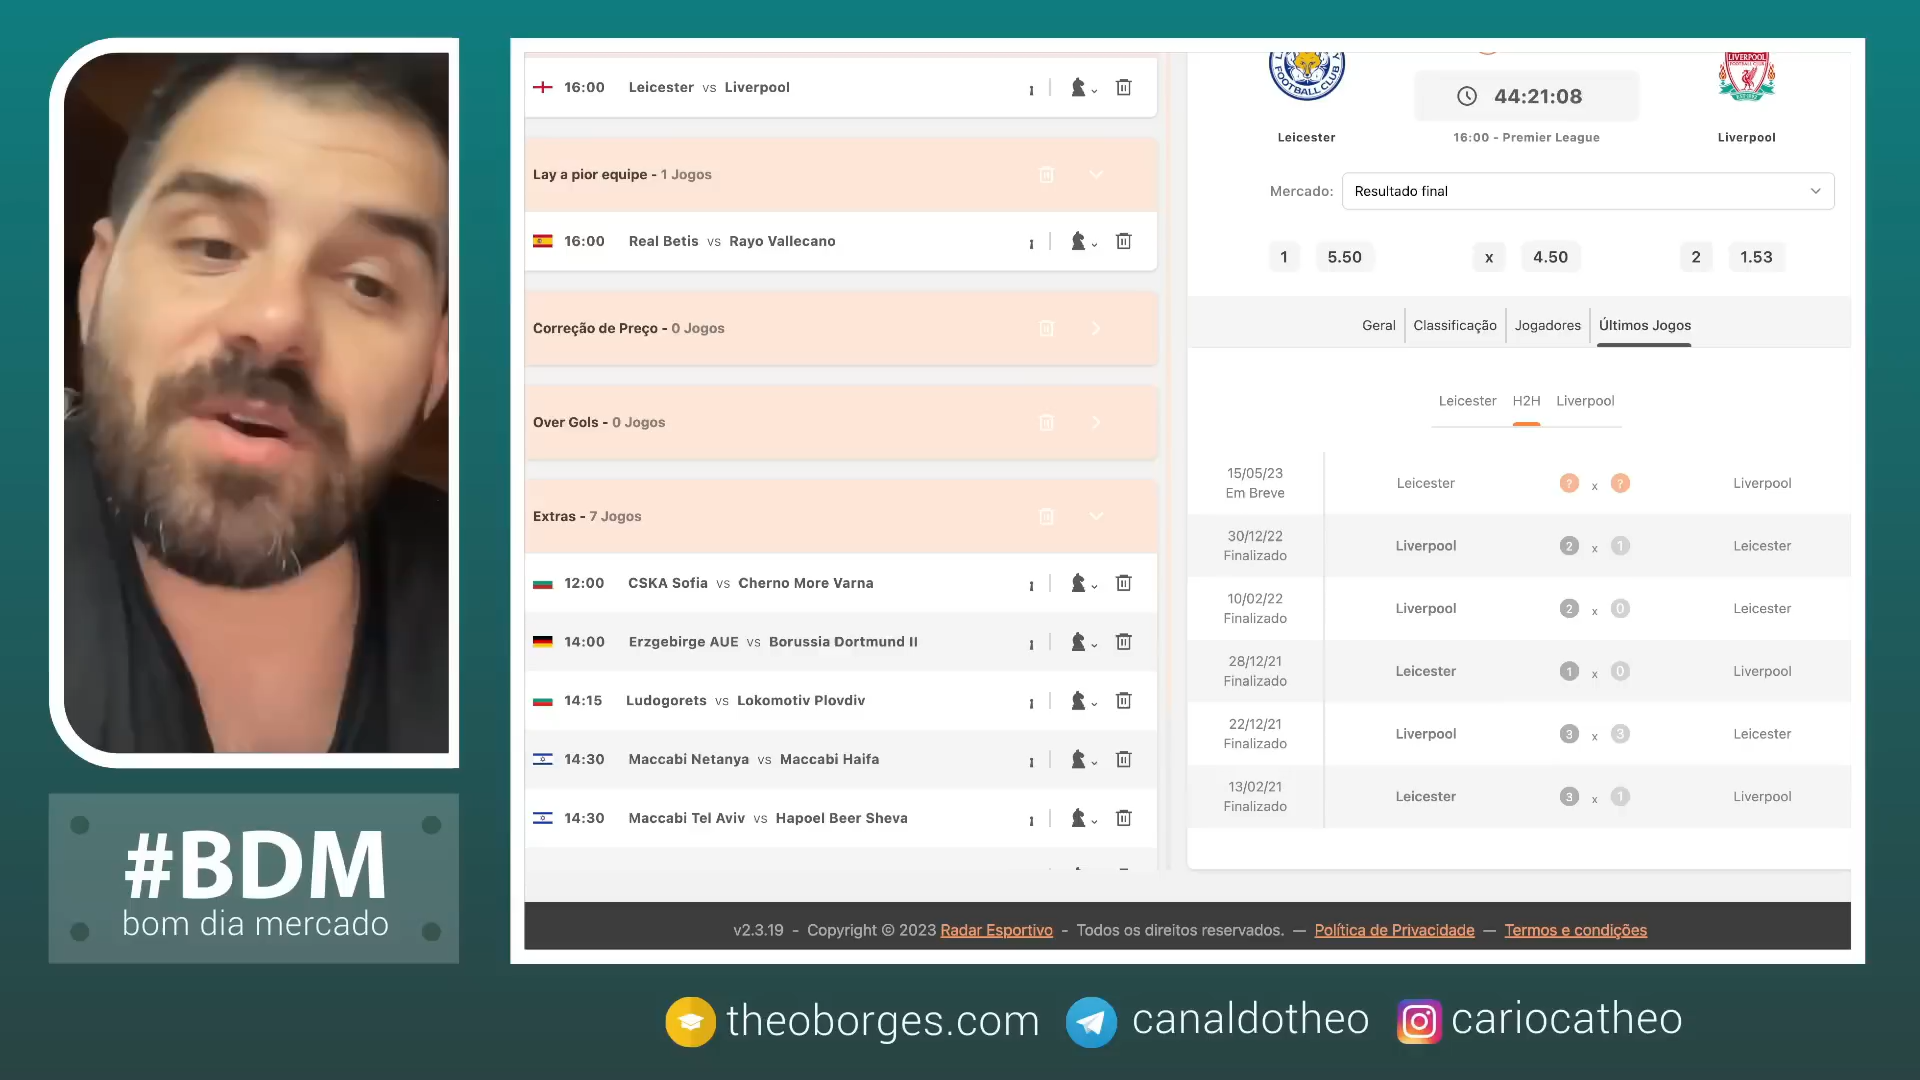 16:00 Leicester vs Liverpool
Lay a pior equipe - 1 Jogos
16:00 Real Betis vs Rayo Vallecano
Correção de Preço - 0 Jogos
Over Gols - 0 Jogos
Extras - 7 Jogos
12:00 CSKA Sofia vs Cherno More Varna
14:00 Erzgebirge AUE vs Borussia Dortmund II
14:15 Ludogorets vs Lokomotiv Plovdiv
14:30 Maccabi Netanya vs Maccabi Haifa
14:30 Maccabi Tel Aviv vs Hapoel Beer Sheva
FOOTBALL CLUB
LIVERPOOL
44:21:08
Leicester
16:00 - Premier League
Liverpool
Mercado: Resultado final
1 5.50 x 4.50 2 1.53
Geral Classificação Jogadores Últimos Jogos
Leicester H2H Liverpool
15/05/23
Em Breve
Leicester ? x ? Liverpool
30/12/22
Finalizado
Liverpool 2 x 1 Leicester
10/02/22
Finalizado
Liverpool 2 x 0 Leicester
28/12/21
Finalizado
Leicester 1 x 0 Liverpool
22/12/21
Finalizado
Liverpool 3 x 3 Leicester
13/02/21
Finalizado
Leicester 3 x 1 Liverpool
v2.3.19 - Copyright © 2023 Radar Esportivo - Todos os direitos reservados. — Política de Privacidade — Termos e condições
#BDM
bom dia mercado
theoborges.com canaldotheo cariocatheo